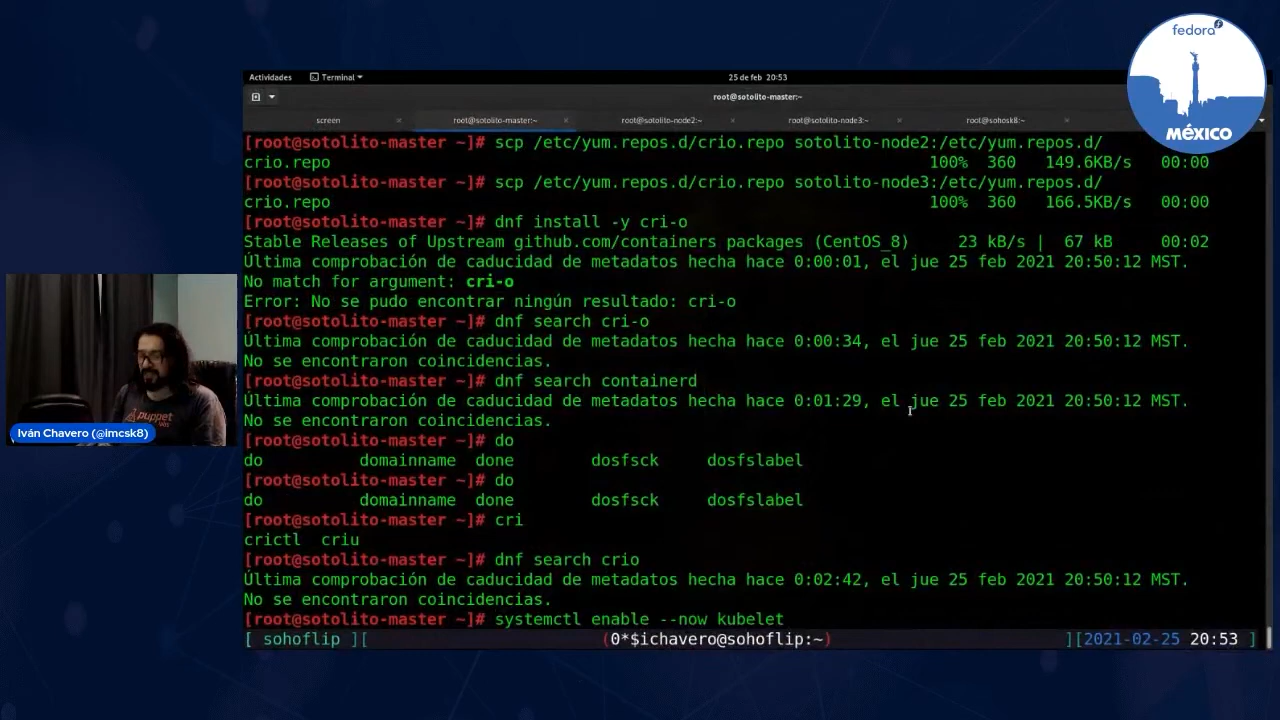 fedora
MÉXICO
Actividades Terminal 25 de feb 20:53
root@sotolito-master:~
screen × root@sotolito-master:~ × root@sotolito-node2:~ × root@sotolito-node3:~ × root@sohosk8:~ ×
[root@sotolito-master ~]# scp /etc/yum.repos.d/crio.repo sotolito-node2:/etc/yum.repos.d/
crio.repo 100% 360 149.6KB/s 00:00
[root@sotolito-master ~]# scp /etc/yum.repos.d/crio.repo sotolito-node3:/etc/yum.repos.d/
crio.repo 100% 360 166.5KB/s 00:00
[root@sotolito-master ~]# dnf install -y cri-o
Stable Releases of Upstream github.com/containers packages (CentOS_8) 23 kB/s | 67 kB 00:02
Última comprobación de caducidad de metadatos hecha hace 0:00:01, el jue 25 feb 2021 20:50:12 MST.
No match for argument: cri-o
Error: No se pudo encontrar ningún resultado: cri-o
[root@sotolito-master ~]# dnf search cri-o
Última comprobación de caducidad de metadatos hecha hace 0:00:34, el jue 25 feb 2021 20:50:12 MST.
No se encontraron coincidencias.
[root@sotolito-master ~]# dnf search containerd
Última comprobación de caducidad de metadatos hecha hace 0:01:29, el jue 25 feb 2021 20:50:12 MST.
No se encontraron coincidencias.
[root@sotolito-master ~]# do
do domainname done dosfsck dosfslabel
[root@sotolito-master ~]# do
do domainname done dosfsck dosfslabel
[root@sotolito-master ~]# cri
crictl criu
[root@sotolito-master ~]# dnf search crio
Última comprobación de caducidad de metadatos hecha hace 0:02:42, el jue 25 feb 2021 20:50:12 MST.
No se encontraron coincidencias.
[root@sotolito-master ~]# systemctl enable --now kubelet
[ sohoflip ][ (0*$ichavero@sohoflip:~) ][2021-02-25 20:53 ]
puppet
Iván Chavero (@imcsk8)